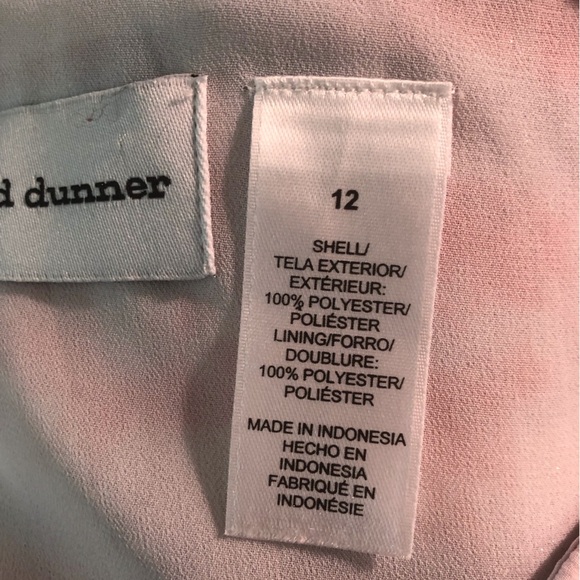 d dunner
12
SHELL/
TELA EXTERIOR/
EXTÉRIEUR:
100% POLYESTER/
POLIÉSTER
LINING/FORRO/
DOUBLURE:
100% POLYESTER/
POLIÉSTER
MADE IN INDONESIA
HECHO EN
INDONESIA
FABRIQUÉ EN
INDONÉSIE